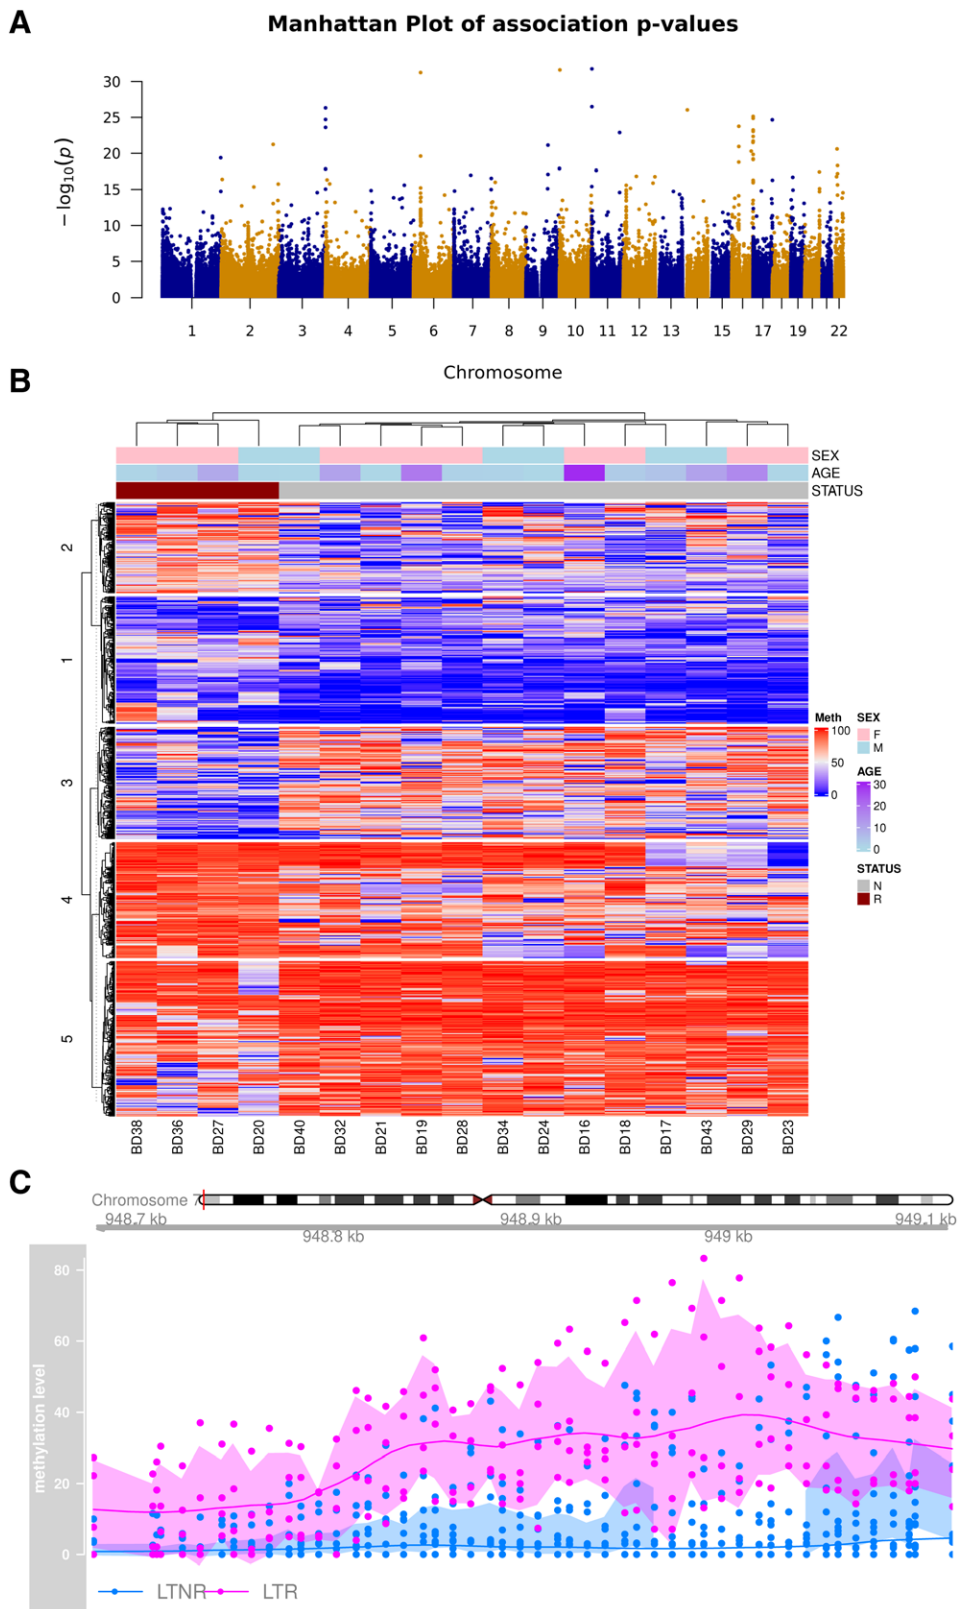 A
Manhattan Plot of association p-values
− log10(p)
30
25
20
15
10
5
0
1 2 3 4 5 6 7 8 9 10 11 12 13 15 17 19 22
Chromosome
B
SEX
AGE
STATUS
2
1
3
4
5
Meth
100
50
0
SEX
F
M
AGE
30
20
10
0
STATUS
N
R
BD38 BD36 BD27 BD20 BD40 BD32 BD21 BD19 BD28 BD34 BD24 BD16 BD18 BD17 BD43 BD29 BD23
C
Chromosome 7
948.7 kb 948.9 kb 949.1 kb
948.8 kb 949 kb
methylation level
80
60
40
20
0
LTNR LTR